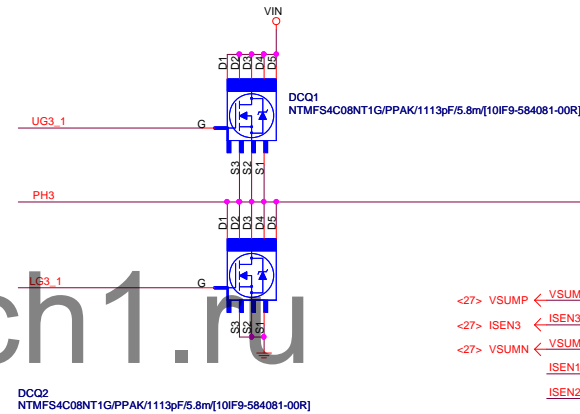 VIN
D1 D2 D3 D4 D5
DCQ1
NTMFS4C08NT1G/PPAK/1113pF/5.8m/[10IF9-584081-00R]
UG3_1
G
S3 S2 S1
PH3
D1 D2 D3 D4 D5
LG3_1
G
S3 S2 S1
ch1.ru
<27> VSUMP VSUM
<27> ISEN3 ISEN3
<27> VSUMN VSUM
ISEN1
ISEN2
DCQ2
NTMFS4C08NT1G/PPAK/1113pF/5.8m/[10IF9-584081-00R]